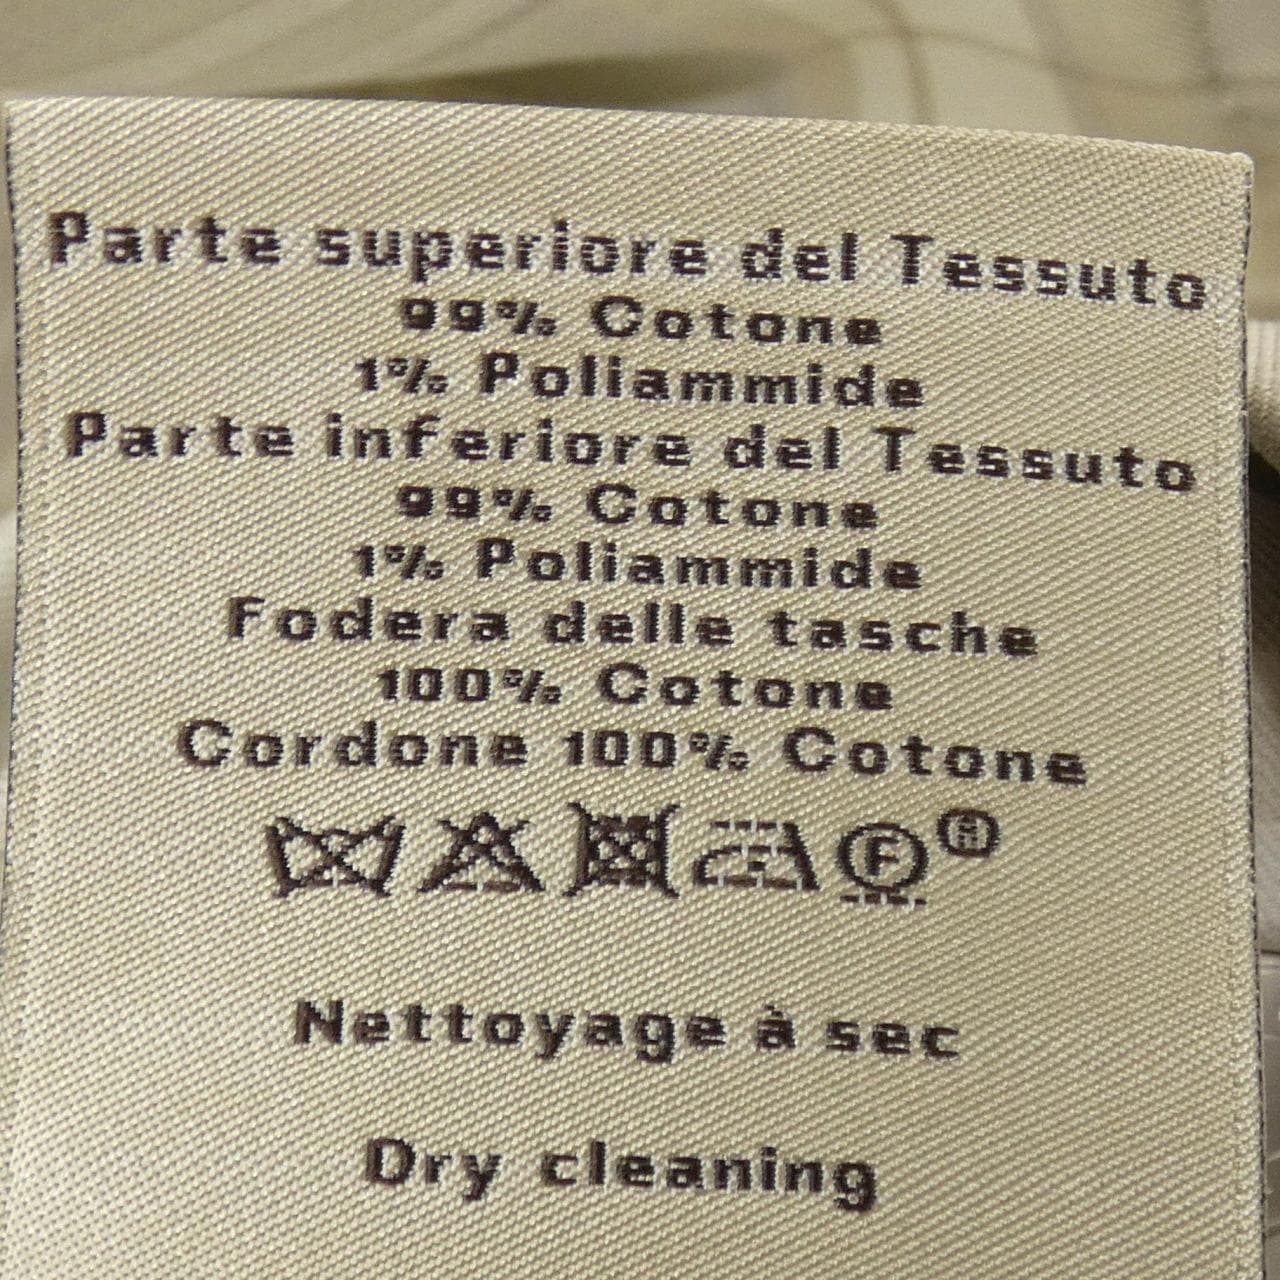 Parte superiore del Tessuto
99% Cotone
1% Poliammide
Parte inferiore del Tessuto
99% Cotone
1% Poliammide
Fodera delle tasche
100% Cotone
Cordone 100% Cotone
F ®
Nettoyage à sec
Dry cleaning